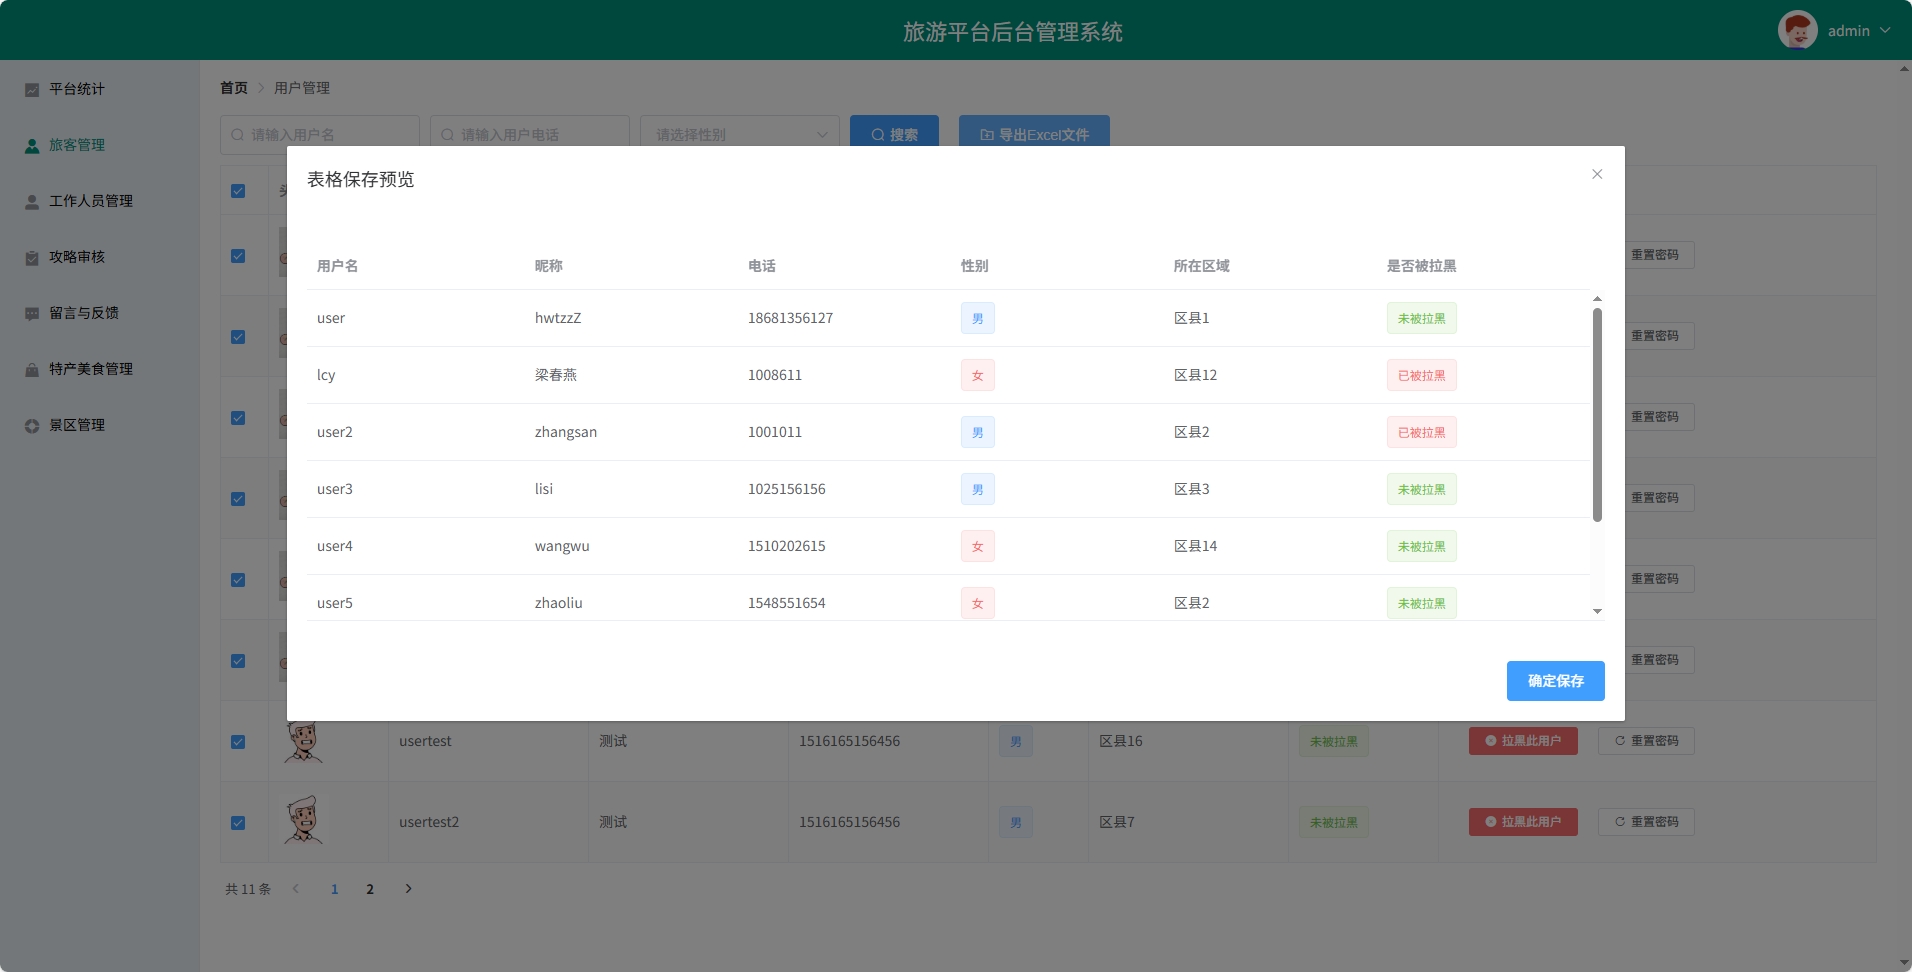 旅游平台后台管理系统
admin
平台统计
旅客管理
工作人员管理
攻略审核
留言与反馈
特产美食管理
景区管理
首页 用户管理
请输入用户名 请输入用户电话 请选择性别 搜索 导出Excel文件
表格保存预览
用户名 昵称 电话 性别 所在区域 是否被拉黑
user hwtzzZ 18681356127 男 区县1 未被拉黑
lcy 梁春燕 1008611 女 区县12 已被拉黑
user2 zhangsan 1001011 男 区县2 已被拉黑
user3 lisi 1025156156 男 区县3 未被拉黑
user4 wangwu 1510202615 女 区县14 未被拉黑
user5 zhaoliu 1548551654 女 区县2 未被拉黑
确定保存
重置密码
重置密码
重置密码
重置密码
重置密码
重置密码
usertest 测试 1516165156456 男 区县16 未被拉黑 拉黑此用户 重置密码
usertest2 测试 1516165156456 男 区县7 未被拉黑 拉黑此用户 重置密码
共 11 条 1 2